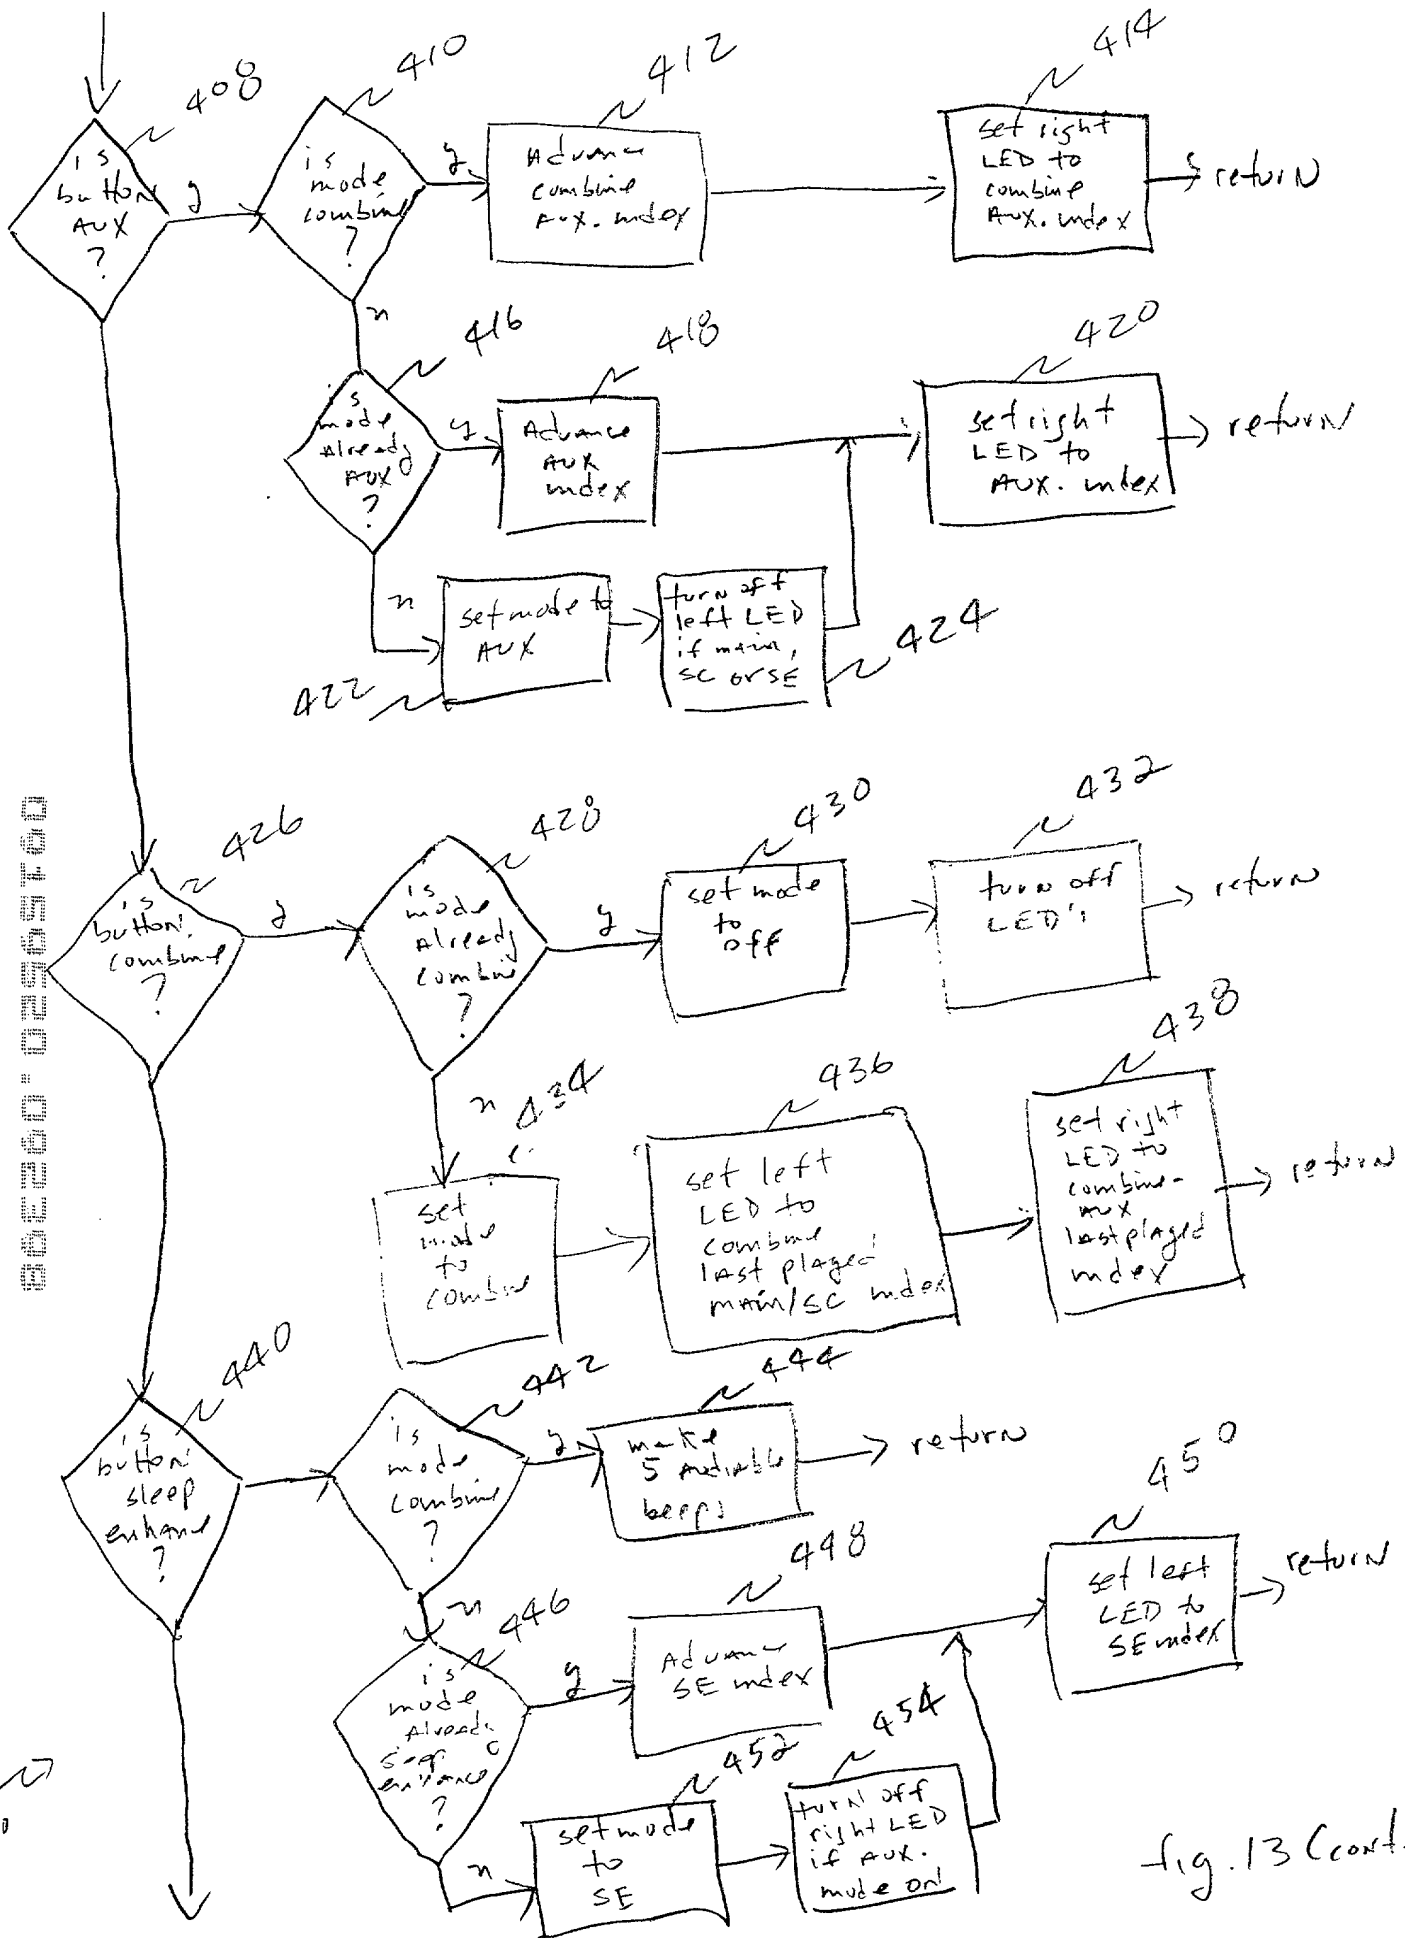 408
is
button
AUX
?
y
410
is
mode
combine
?
y
412
Advance
combine
Aux. index
414
set right
LED to
combine
Aux. index
return
n
416
is
mode
Already
AUX
?
y
418
Advance
AUX
index
420
set right
LED to
AUX. index
return
n
422
set mode to
AUX
turn off
left LED
if main,
SC or SE
424
426
is
button
combine
?
y
428
is
mode
Already
combine
?
y
430
set mode
to
off
432
turn off
LED's
return
n
434
set
mode
to
combine
436
set left
LED to
combine
last played
main/SC index
438
set right
LED to
combine-
AUX
last played
index
return
440
is
button
sleep
enhance
?
442
is
mode
combine
?
y
444
make
5 Audiable
beeps
return
n
446
is
mode
Already
sleep
enhance
?
y
448
Advance
SE index
450
set left
LED to
SE index
return
n
452
set mode
to
SE
454
turn off
right LED
if AUX.
mode on
fig. 13 (cont.
09159520.092398